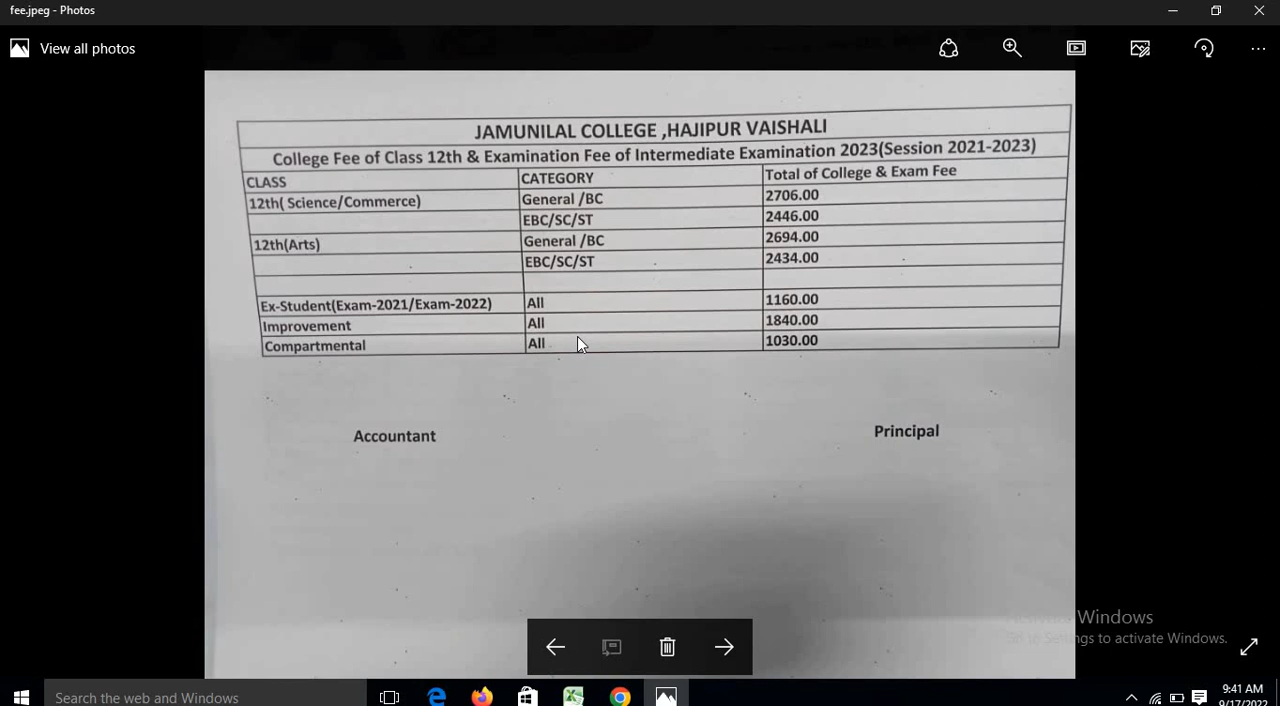 fee.jpeg - Photos
View all photos
JAMUNILAL COLLEGE ,HAJIPUR VAISHALI
College Fee of Class 12th & Examination Fee of Intermediate Examination 2023(Session 2021-2023)
CLASS CATEGORY Total of College & Exam Fee
12th( Science/Commerce) General /BC 2706.00
EBC/SC/ST 2446.00
12th(Arts) General /BC 2694.00
EBC/SC/ST 2434.00
Ex-Student(Exam-2021/Exam-2022) All 1160.00
Improvement All 1840.00
Compartmental All 1030.00
Accountant Principal
Windows
to activate Windows.
Search the web and Windows
9:41 AM
9/17/2022